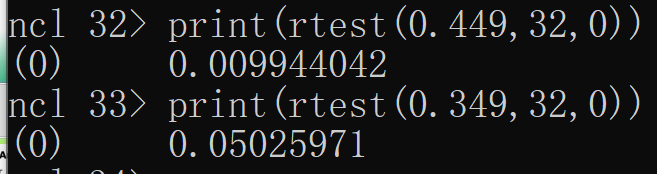 ncl 32> print(rtest(0.449,32,0))
(0)     0.009944042
ncl 33> print(rtest(0.349,32,0))
(0)     0.05025971